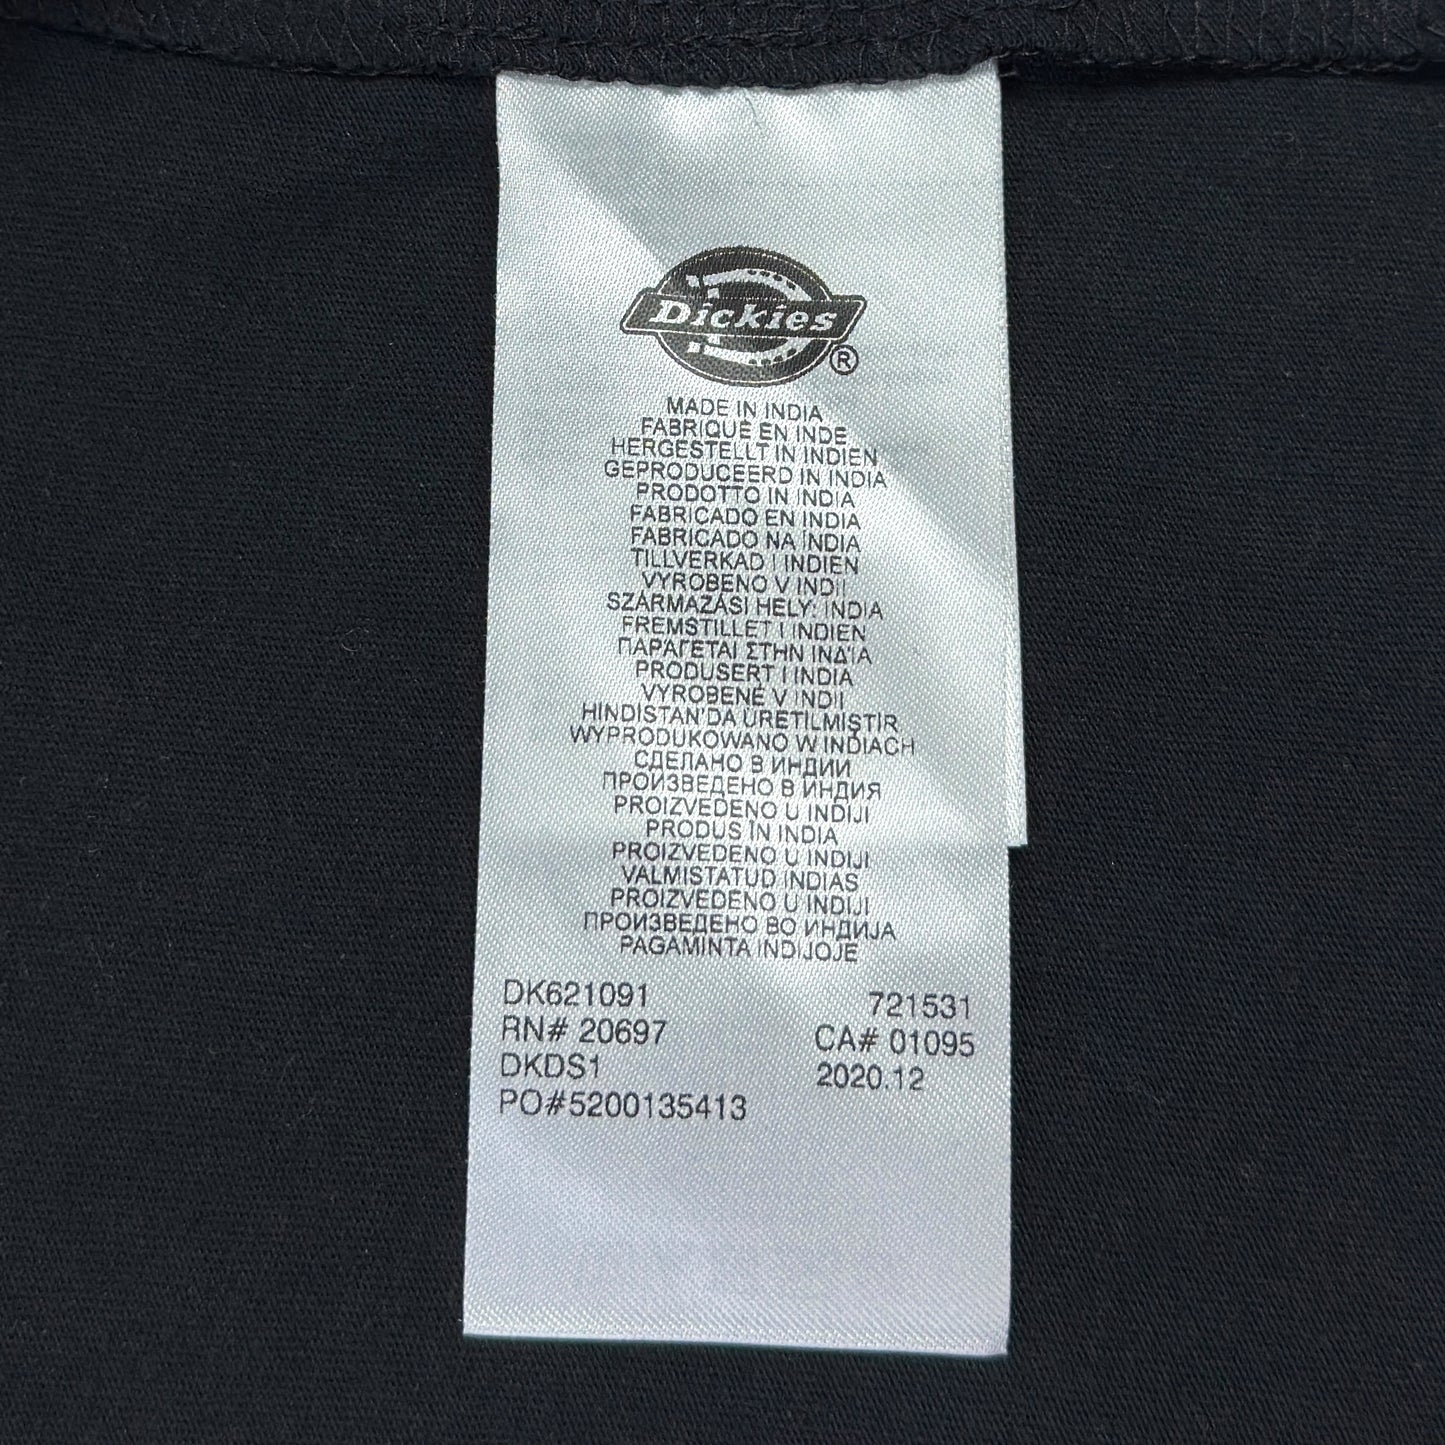 Dickies®
MADE IN INDIA
FABRIQUÉ EN INDE
HERGESTELLT IN INDIEN
GEPRODUCEERD IN INDIA
PRODOTTO IN INDIA
FABRICADO EN INDIA
FABRICADO NA ÍNDIA
TILLVERKAD I INDIEN
VYROBENO V INDII
SZÁRMAZÁSI HELY: INDIA
FREMSTILLET I INDIEN
ΠΑΡΑΓΕΤΑΙ ΣΤΗΝ ΙΝΔΊΑ
PRODUSERT I INDIA
VYROBENÉ V INDII
HINDISTAN'DA ÜRETILMIŞTIR
WYPRODUKOWANO W INDIACH
СДЕЛАНО В ИНДИИ
ПРОИЗВЕДЕНО В ИНДИЯ
PROIZVEDENO U INDIJI
PRODUS ÎN INDIA
PROIZVEDENO U INDIJI
VALMISTATUD INDIAS
PROIZVEDENO U INDIJI
ПРОИЗВЕДЕНО ВО ИНДИЈА
PAGAMINTA INDIJOJE
DK621091 721531
RN# 20697 CA# 01095
DKDS1 2020.12
PO#5200135413